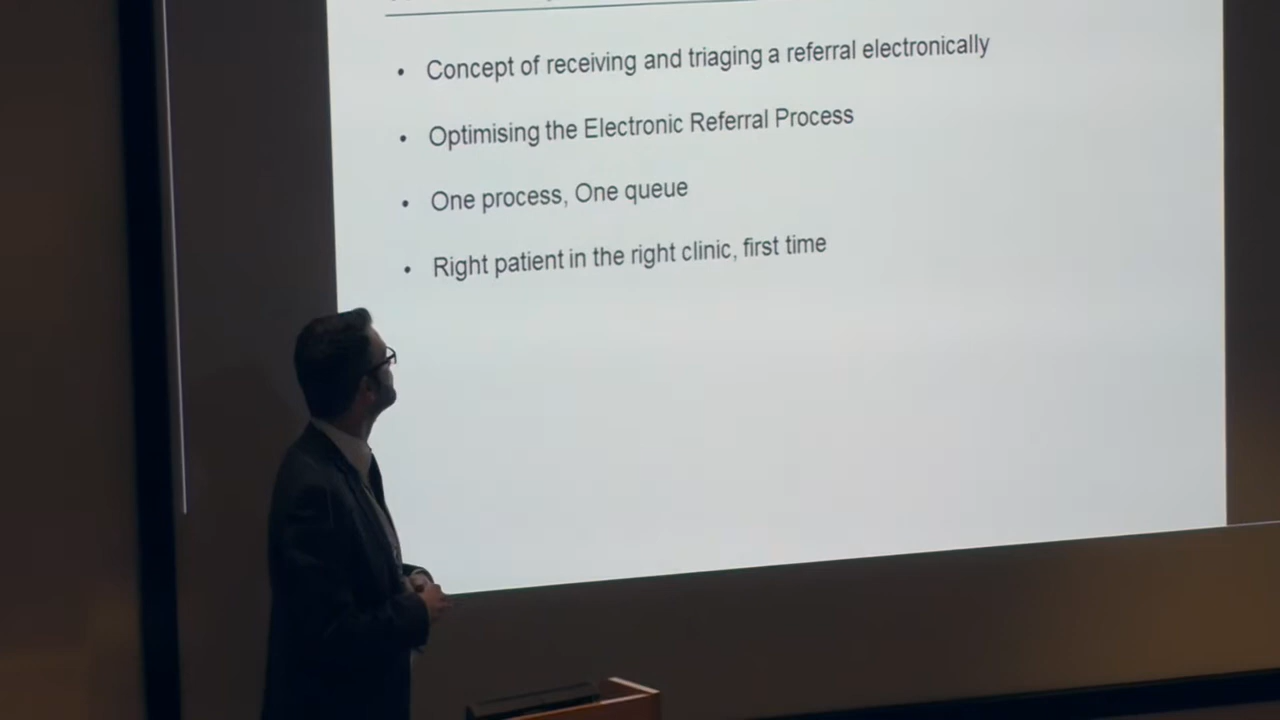 • Concept of receiving and triaging a referral electronically
• Optimising the Electronic Referral Process
• One process, One queue
• Right patient in the right clinic, first time